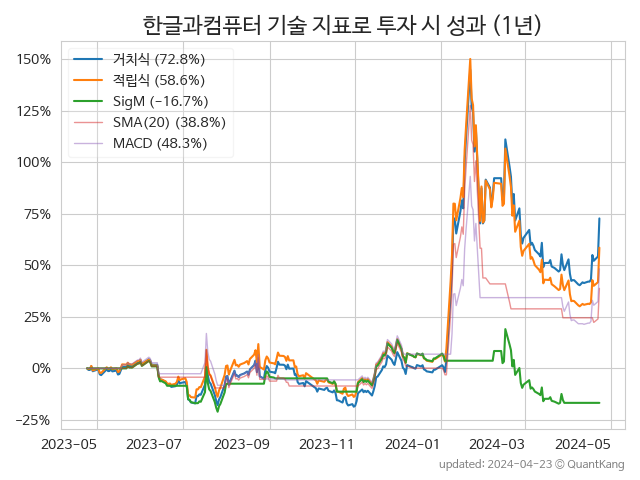 한글과컴퓨터 기술 지표로 투자 시 성과 (1년)
150%
125%
100%
75%
50%
25%
0%
−25%
거치식 (72.8%)
적립식 (58.6%)
SigM (-16.7%)
SMA(20) (38.8%)
MACD (48.3%)
2023-05
2023-07
2023-09
2023-11
2024-01
2024-03
2024-05
updated: 2024-04-23 ⓒ QuantKang